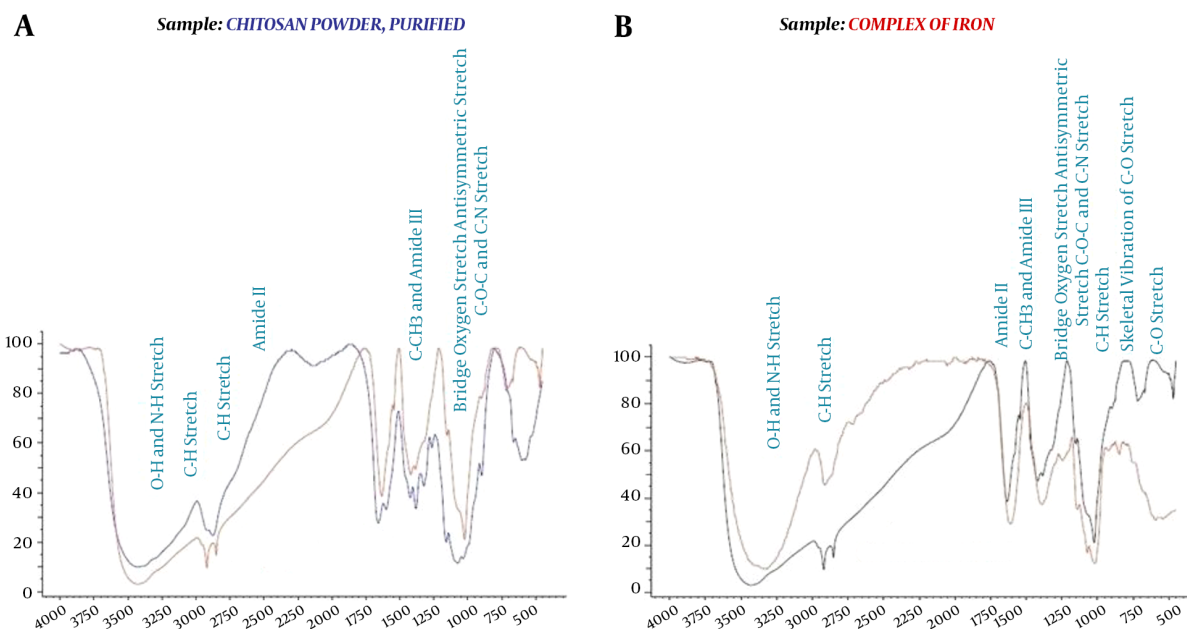 A
Sample: CHITOSAN POWDER, PURIFIED
O-H and N-H Stretch
C-H Stretch
C-H Stretch
Amide II
C-CH3 and Amide III
Bridge Oxygen Stretch Antisymmetric Stretch
C-O-C and C-N Stretch
100
80
60
40
20
0
4000 3750 3500 3250 3000 2750 2500 2250 2000 1750 1500 1250 1000 750 500
B
Sample: COMPLEX OF IRON
O-H and N-H Stretch
C-H Stretch
Amide II
C-CH3 and Amide III
Bridge Oxygen Stretch Antisymmetric
Stretch C-O-C and C-N Stretch
C-H Stretch
Skeletal Vibration of C-O Stretch
C-O Stretch
100
80
60
40
20
0
4000 3750 3500 3250 3000 2750 2500 2250 2000 1750 1500 1250 1000 750 500